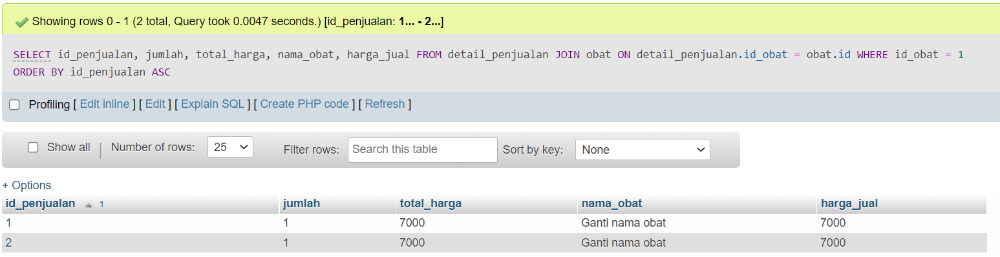 Showing rows 0 - 1 (2 total, Query took 0.0047 seconds.) [id_penjualan: 1... - 2...]
SELECT id_penjualan, jumlah, total_harga, nama_obat, harga_jual FROM detail_penjualan JOIN obat ON detail_penjualan.id_obat = obat.id WHERE id_obat = 1
ORDER BY id_penjualan ASC
Profiling [ Edit inline ] [ Edit ] [ Explain SQL ] [ Create PHP code ] [ Refresh ]
Show all | Number of rows: 25 Filter rows: Search this table Sort by key: None
+ Options
id_penjualan 1 jumlah total_harga nama_obat harga_jual
1 1 7000 Ganti nama obat 7000
2 1 7000 Ganti nama obat 7000